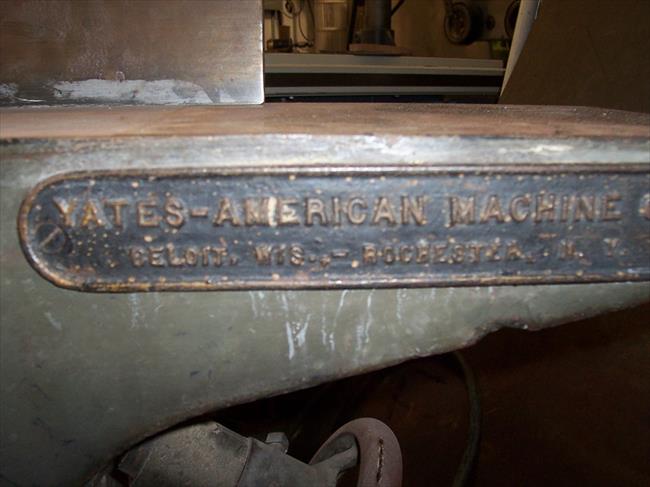 YATES-AMERICAN MACHINE C
BELOIT, WIS.,- ROCHESTER, N. Y.